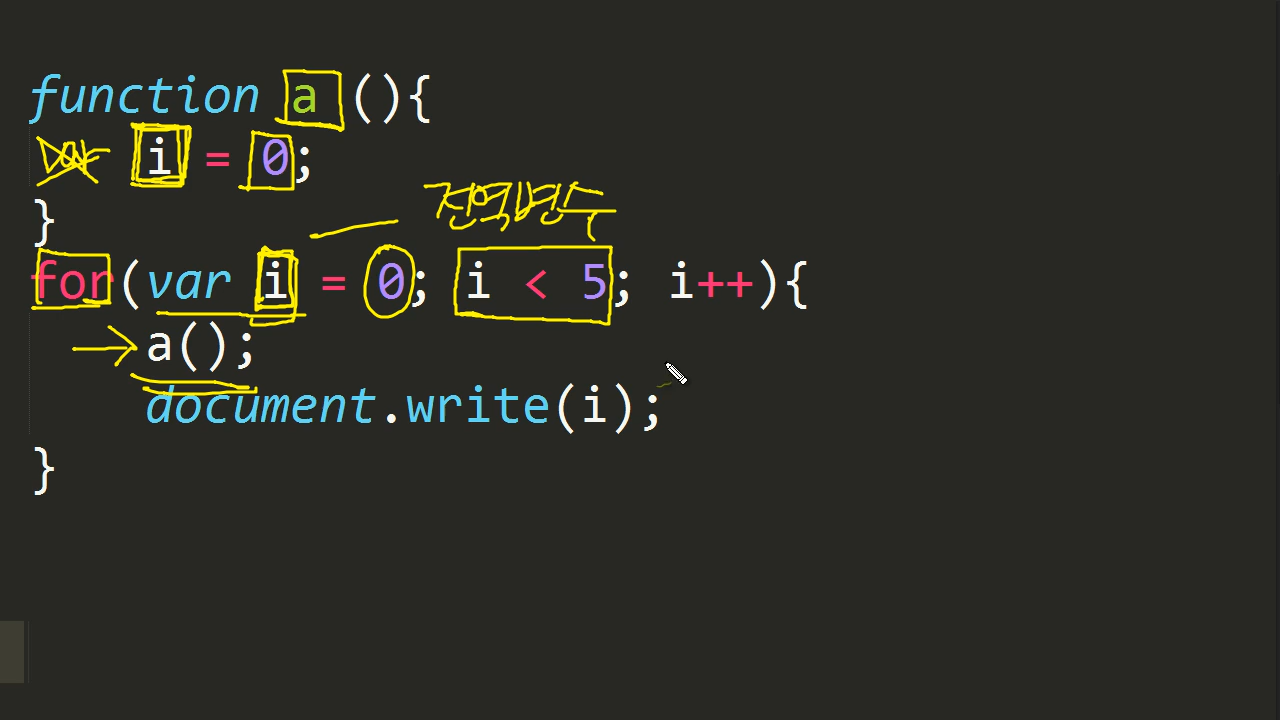 function a (){
var i = 0;
}
전역변수
for(var i = 0; i < 5; i++){
a();
document.write(i);
}